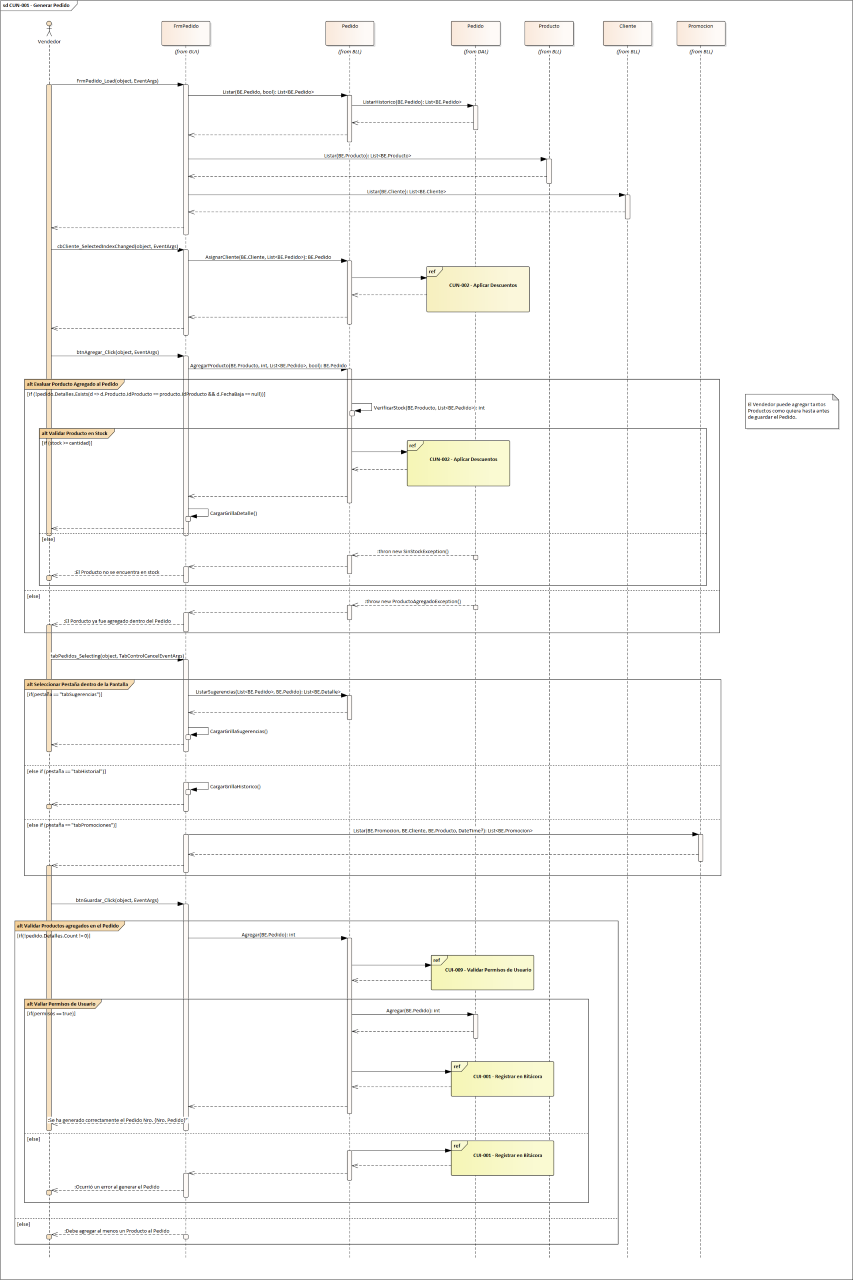 sd CUN-001 - Generar Pedido
Vendedor
FrmPedido
Pedido
Pedido
Producto
Cliente
Promocion
(from GUI)
(from BLL)
(from DAL)
(from BLL)
(from BLL)
(from BLL)
FrmPedido_Load(object, EventArgs)
Listar(BE.Pedido, bool): List<BE.Pedido>
ListarHistorico(BE.Pedido): List<BE.Pedido>
Listar(BE.Producto): List<BE.Producto>
Listar(BE.Cliente): List<BE.Cliente>
cbCliente_SelectedIndexChanged(object, EventArgs)
AsignarCliente(BE.Cliente, List<BE.Pedido>): BE.Pedido
ref
CUN-002 - Aplicar Descuentos
btnAgregar_Click(object, EventArgs)
AgregarProducto(BE.Producto, int, List<BE.Pedido>, bool): BE.Pedido
alt Evaluar Porducto Agregado al Pedido
[if (!pedido.Detalles.Exists(d => d.Producto.IdProducto == producto.IdProducto && d.FechaBaja == null))]
El Vendedor puede agregar tantos
Productos como quiera hasta antes
de guardar el Pedido.
VerificarStock(BE.Producto, List<BE.Pedido>): int
alt Validar Producto en Stock
[if (stock >= cantidad)]
ref
CUN-002 - Aplicar Descuentos
CargarGrillaDetalle()
[else]
:thron new SinStockException()
:El Producto no se encuentra en stock
[else]
:throw new ProductoAgregadoException()
:El Porducto ya fue agregado dentro del Pedido
tabPedidos_Selecting(object, TabControlCancelEventArgs)
alt Seleccionar Pestaña dentro de la Pantalla
[if(pestaña == "tabSugerencias")]
ListarSugerencias(List<BE.Pedido>, BE.Pedido): List<BE.Detalle>
CargarGrillaSugerencias()
[else if (pestaña == "tabHistorial")]
CargarGrillaHistorico()
[else if (pestaña == "tabPromociones")]
Listar(BE.Promocion, BE.Cliente, BE.Producto, DateTime?): List<BE.Promocion>
btnGuardar_Click(object, EventArgs)
alt Validar Productos agregados en el Pedido
[if(!pedido.Detalles.Count != 0)]
Agregar(BE.Pedido): int
ref
CUI-009 - Validar Permisos de Usuario
alt Valiar Permisos de Usuario
[if(permisos == true)]
Agregar(BE.Pedido): int
ref
CUI-001 - Registrar en Bitácora
:Se ha generado correctamente el Pedido Nro. {Nro. Pedido}"
[else]
ref
CUI-001 - Registrar en Bitácora
:Ocurrió un error al generar el Pedido
[else]
:Debe agregar al menos un Producto al Pedido